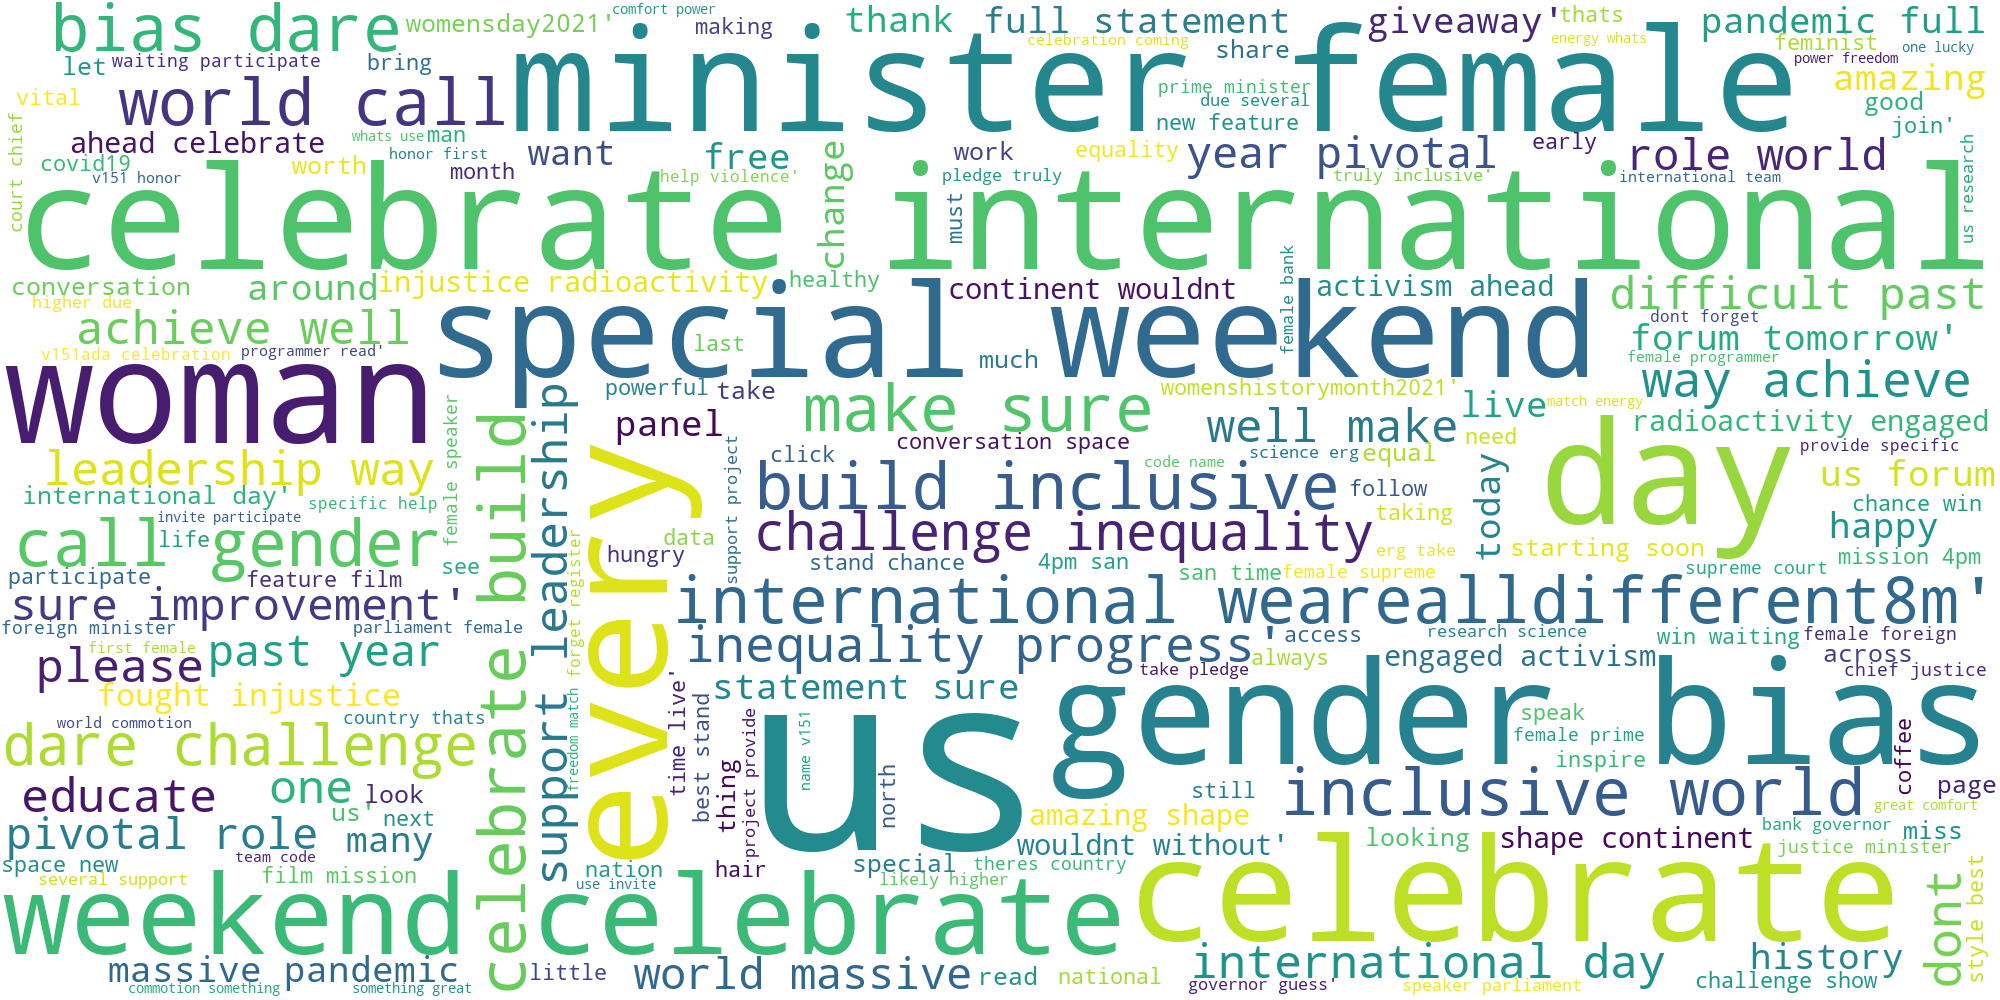 bias dare
womensday2021'
comfort power
making
thank
full statement
giveaway'
thats
pandemic full
let
waiting participate
bring
celebration coming
share
energy whats
feminist
one lucky
minister female
power freedom
vital
world call
prime minister
due several
amazing
good
court chief
ahead celebrate
whats use
man
new feature
join'
want
free
change
work
equality
year pivotal
early
role world
covid19
v151 honor
worth
honor first
month
help violence'
pledge truly
truly inclusive'
international team
us research
must
celebrate international
conversation
around
injustice radioactivity
healthy
continent wouldnt
female bank
activism ahead
difficult past
higher due
achieve well
special weekend
dont forget
forum tomorrow'
v151ada celebration
programmer read'
last
much
female programmer
woman
powerful
take
womenshistorymonth2021'
way achieve
make sure
live
match energy
female speaker
celebrate build
support leadership
panel
well make
need
day
radioactivity engaged
leadership way
conversation space
click
code name
science erg
equal
provide specific
us forum
international day'
specific help
every
support project
build inclusive
follow
today
chance win
call gender
invite participate
life
forget register
data
challenge inequality
taking
happy
hungry
erg take
starting soon
mission 4pm
participate
feature film
see
stand chance
4pm san
san time
female supreme
supreme court
sure improvement'
international wearealldifferent8m'
foreign minister
parliament female
access
research science
win waiting
female foreign
first female
please
past year
inequality progress'
always
engaged activism
across
time live'
take pledge
chief justice
fought injustice
statement sure
us
gender bias
world commotion
country thats
freedom match
best stand
thing
project provide
name v151
speak
female prime
dare challenge
inspire
coffee
educate
one
look
north
still
inclusive world
page
us'
next
amazing shape
great comfort
pivotal role
many
looking
shape continent
bank governor
miss
wouldnt without'
justice minister
space new
team code
nation
hair
special
theres country
several support
film mission
use invite
likely higher
weekend
celebrate
celebrate
dont
style best
massive pandemic
little
world massive
read
national
international day
history
commotion something
something great
governor guess'
speaker parliament
challenge show